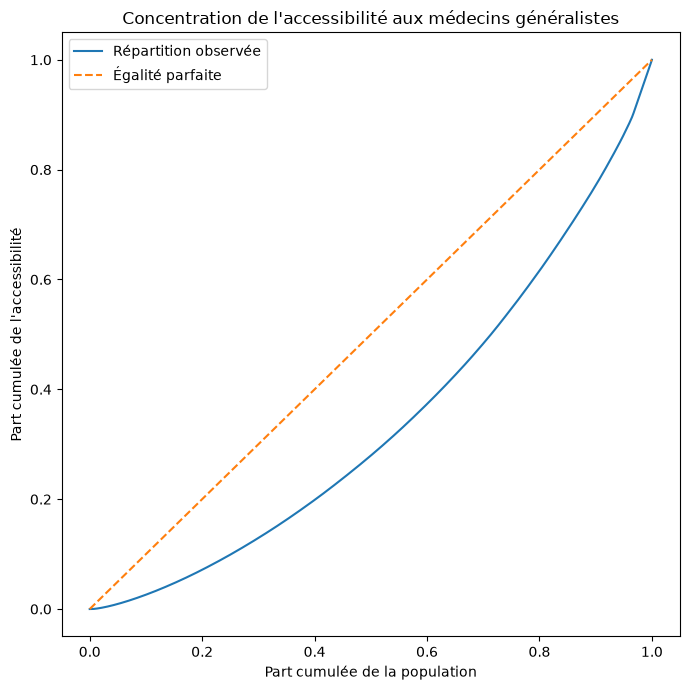 Concentration de l'accessibilité aux médecins généralistes
Répartition observée
Égalité parfaite
Part cumulée de l'accessibilité
1.0
0.8
0.6
0.4
0.2
0.0
0.0 0.2 0.4 0.6 0.8 1.0
Part cumulée de la population